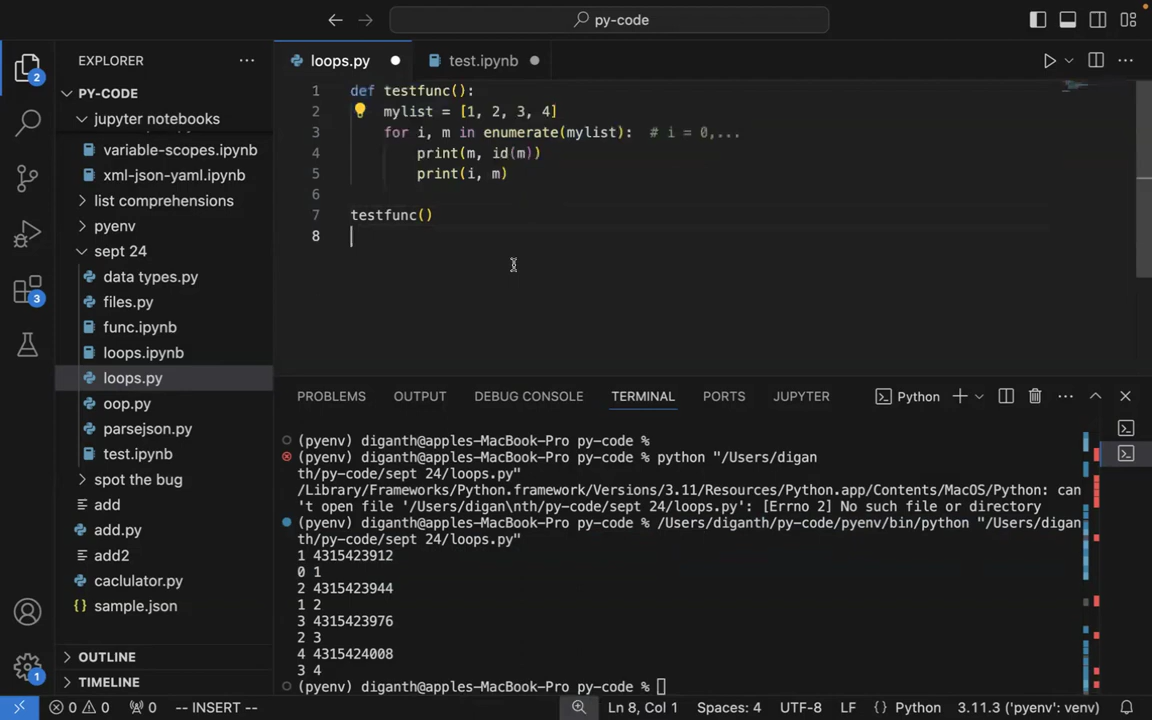 py-code
EXPLORER
PY-CODE
jupyter notebooks
variable-scopes.ipynb
xml-json-yaml.ipynb
list comprehensions
pyenv
sept 24
data types.py
files.py
func.ipynb
loops.ipynb
loops.py
oop.py
parsejson.py
test.ipynb
spot the bug
add
add.py
add2
caclulator.py
{} sample.json
OUTLINE
TIMELINE
2
3
1
loops.py
test.ipynb
1 def testfunc():
2 mylist = [1, 2, 3, 4]
3 for i, m in enumerate(mylist): # i = 0,...
4 print(m, id(m))
5 print(i, m)
6
7 testfunc()
8
PROBLEMS OUTPUT DEBUG CONSOLE TERMINAL PORTS JUPYTER Python
(pyenv) diganth@apples-MacBook-Pro py-code %
(pyenv) diganth@apples-MacBook-Pro py-code % python "/Users/digan
th/py-code/sept 24/loops.py"
/Library/Frameworks/Python.framework/Versions/3.11/Resources/Python.app/Contents/MacOS/Python: can
't open file '/Users/digan\nth/py-code/sept 24/loops.py': [Errno 2] No such file or directory
(pyenv) diganth@apples-MacBook-Pro py-code % /Users/diganth/py-code/pyenv/bin/python "/Users/digan
th/py-code/sept 24/loops.py"
1 4315423912
0 1
2 4315423944
1 2
3 4315423976
2 3
4 4315424008
3 4
(pyenv) diganth@apples-MacBook-Pro py-code %
0 0 0 -- INSERT -- Ln 8, Col 1 Spaces: 4 UTF-8 LF {} Python 3.11.3 ('pyenv': venv)